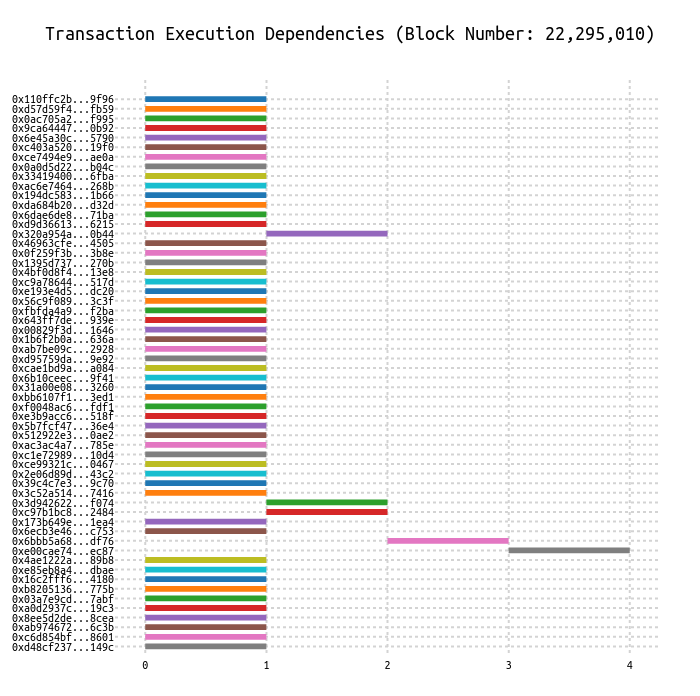 Transaction Execution Dependencies (Block Number: 22,295,010)
0x110ffc2b...9f96
0xd57d59f4...fb59
0x0ac705a2...f995
0x9ca64447...0b92
0x6e45a30c...5790
0xc403a520...19f0
0xce7494e9...ae0a
0x0a0d5d22...b04c
0x33419400...6fba
0xac6e7464...268b
0x194dc583...1b66
0xda684b20...d32d
0x6dae6de8...71ba
0xd9d36613...6215
0x320a954a...0b44
0x46963cfe...4505
0x0f259f3b...3b8e
0x1395d737...270b
0x4bf0d8f4...13e8
0xc9a78644...517d
0xe193e4d5...dc20
0x56c9f089...3c3f
0xfbfda4a9...f2ba
0x643ff7de...939e
0x00829f3d...1646
0x1b6f2b0a...636a
0xab7be09c...2928
0xd95759da...9e92
0xcae1bd9a...a084
0x6b10ceec...9f41
0x31a00e08...3260
0xbb6107f1...3ed1
0xf0048ac6...fdf1
0xe3b9acc6...518f
0x5b7fcf47...36e4
0x512922e3...0ae2
0xac3ac4a7...785e
0xc1e72989...10d4
0xce99321c...0467
0x2e06d89d...43c2
0x39c4c7e3...9c70
0x3c52a514...7416
0x3d942622...f074
0xc97b1bc8...2484
0x173b649e...1ea4
0x6ecb3e46...c753
0x6bbb5a68...df76
0xe00cae74...ec87
0x4ae1222a...89b8
0xe85eb8a4...dbae
0x16c2fff6...4180
0xb8205136...775b
0x03a7e9cd...7abf
0xa0d2937c...19c3
0x8ee5d2de...8cea
0xab974672...6c3b
0xc6d854bf...8601
0xd48cf237...149c
0 1 2 3 4